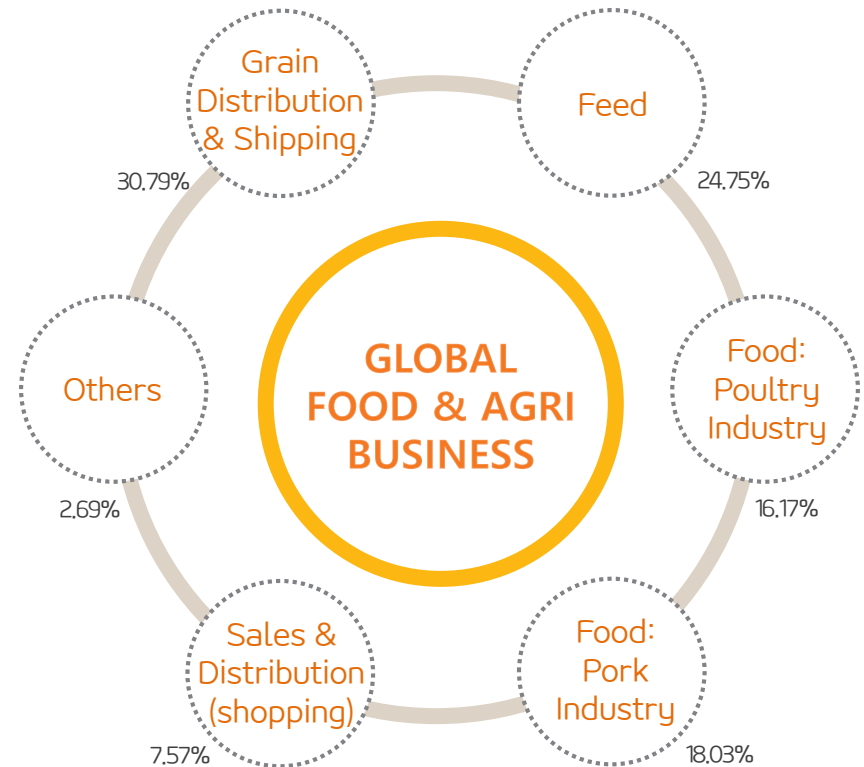 Grain
Distribution
& Shipping
30.79%
Feed
24.75%
Food:
Poultry
Industry
16.17%
Food:
Pork
Industry
18.03%
Sales &
Distribution
(shopping)
7.57%
Others
2.69%
GLOBAL
FOOD & AGRI
BUSINESS